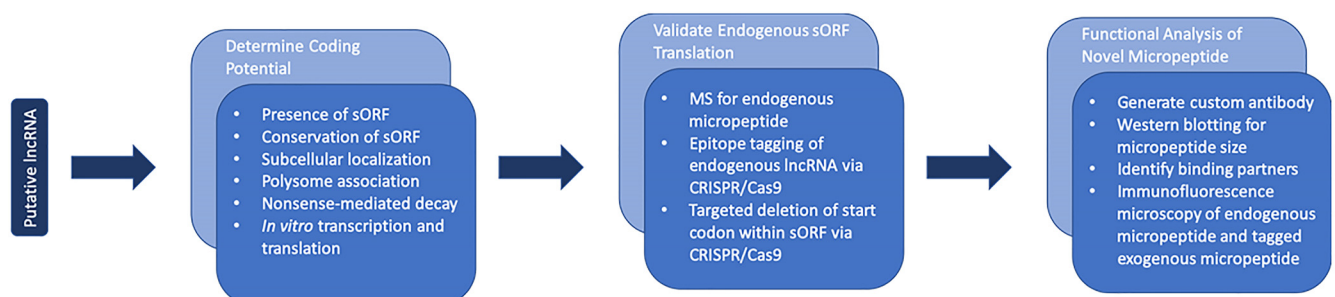 Putative lncRNA
Determine Coding
Potential
• Presence of sORF
• Conservation of sORF
• Subcellular localization
• Polysome association
• Nonsense-mediated decay
• In vitro transcription and
translation
Validate Endogenous sORF
Translation
• MS for endogenous
micropeptide
• Epitope tagging of
endogenous lncRNA via
CRISPR/Cas9
• Targeted deletion of start
codon within sORF via
CRISPR/Cas9
Functional Analysis of
Novel Micropeptide
• Generate custom antibody
• Western blotting for
micropeptide size
• Identify binding partners
• Immunofluorescence
microscopy of endogenous
micropeptide and tagged
exogenous micropeptide